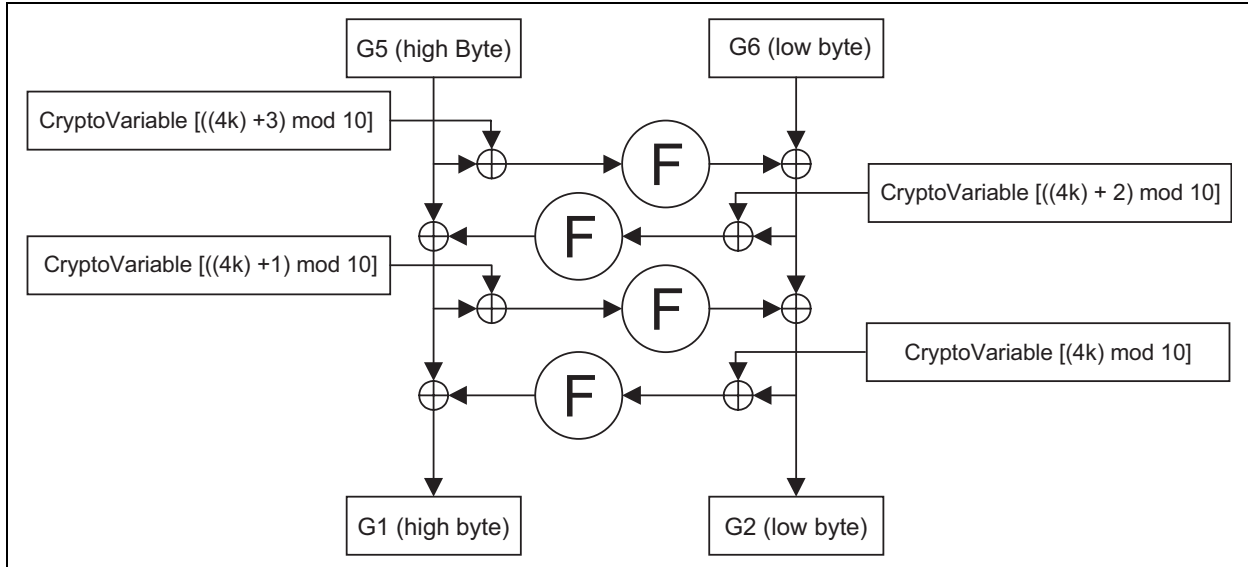 G5 (high Byte)
G6 (low byte)
CryptoVariable [((4k) +3) mod 10]
F
CryptoVariable [((4k) + 2) mod 10]
F
CryptoVariable [((4k) +1) mod 10]
F
CryptoVariable [(4k) mod 10]
F
G1 (high byte)
G2 (low byte)